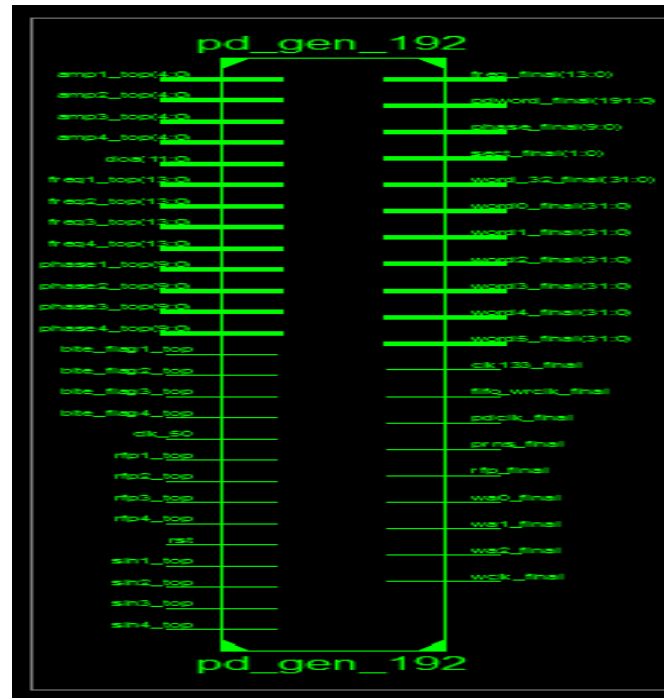 pd_gen_192
amp1_top(4:0)
amp2_top(4:0)
amp3_top(4:0)
amp4_top(4:0)
doa(11:0)
freq1_top(13:0)
freq2_top(13:0)
freq3_top(13:0)
freq4_top(13:0)
phase1_top(9:0)
phase2_top(9:0)
phase3_top(9:0)
phase4_top(9:0)
bite_flag1_top
bite_flag2_top
bite_flag3_top
bite_flag4_top
clk_50
rfp1_top
rfp2_top
rfp3_top
rfp4_top
rst
sin1_top
sin2_top
sin3_top
sin4_top
freq_final(13:0)
pdword_final(191:0)
phase_final(9:0)
sect_final(1:0)
word_32_final(31:0)
word0_final(31:0)
word1_final(31:0)
word2_final(31:0)
word3_final(31:0)
word4_final(31:0)
word5_final(31:0)
clk133_final
fifo_wrclk_final
pdclk_final
prns_final
rfp_final
wa0_final
wa1_final
wa2_final
wclk_final
pd_gen_192